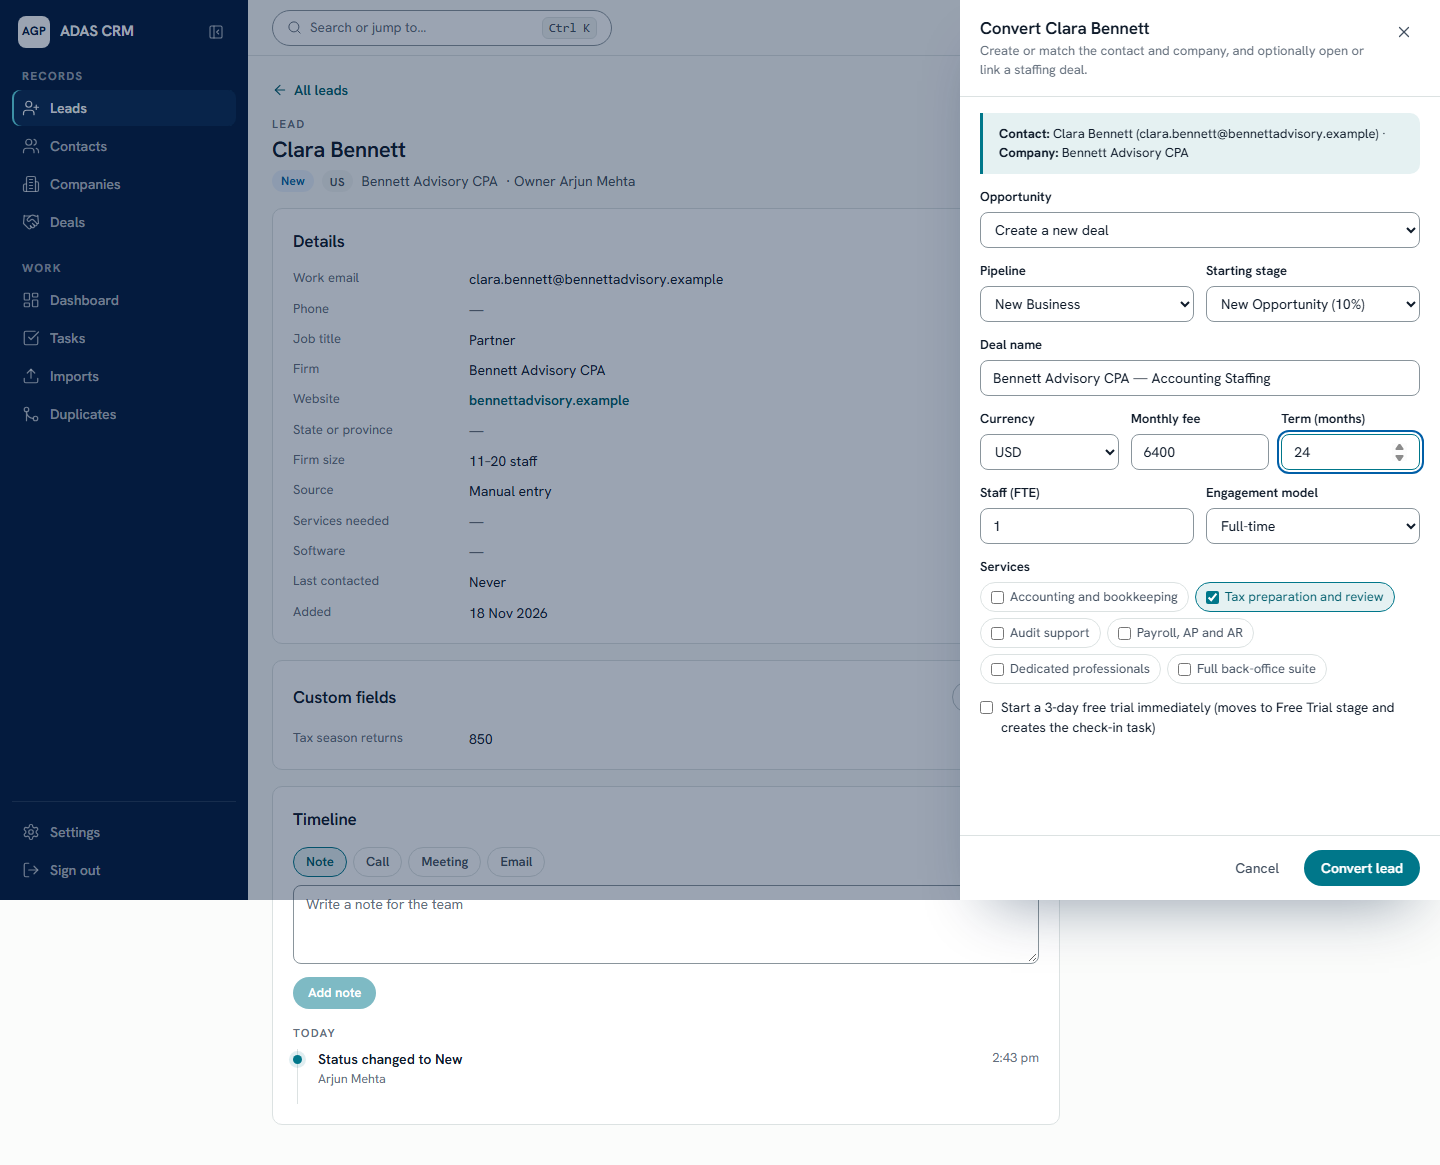 AGP ADAS CRM
RECORDS
Leads
Contacts
Companies
Deals
WORK
Dashboard
Tasks
Imports
Duplicates
Settings
Sign out
Search or jump to... Ctrl K
All leads
LEAD
Clara Bennett
New US Bennett Advisory CPA · Owner Arjun Mehta
Details
Work email clara.bennett@bennettadvisory.example
Phone —
Job title Partner
Firm Bennett Advisory CPA
Website bennettadvisory.example
State or province —
Firm size 11–20 staff
Source Manual entry
Services needed —
Software —
Last contacted Never
Added 18 Nov 2026
Custom fields
Tax season returns 850
Timeline
Note Call Meeting Email
Write a note for the team
Add note
TODAY
Status changed to New 2:43 pm
Arjun Mehta
Convert Clara Bennett
Create or match the contact and company, and optionally open or
link a staffing deal.
Contact: Clara Bennett (clara.bennett@bennettadvisory.example) ·
Company: Bennett Advisory CPA
Opportunity
Create a new deal
Pipeline Starting stage
New Business New Opportunity (10%)
Deal name
Bennett Advisory CPA — Accounting Staffing
Currency Monthly fee Term (months)
USD 6400 24
Staff (FTE) Engagement model
1 Full-time
Services
Accounting and bookkeeping Tax preparation and review
Audit support Payroll, AP and AR
Dedicated professionals Full back-office suite
Start a 3-day free trial immediately (moves to Free Trial stage and
creates the check-in task)
Cancel Convert lead